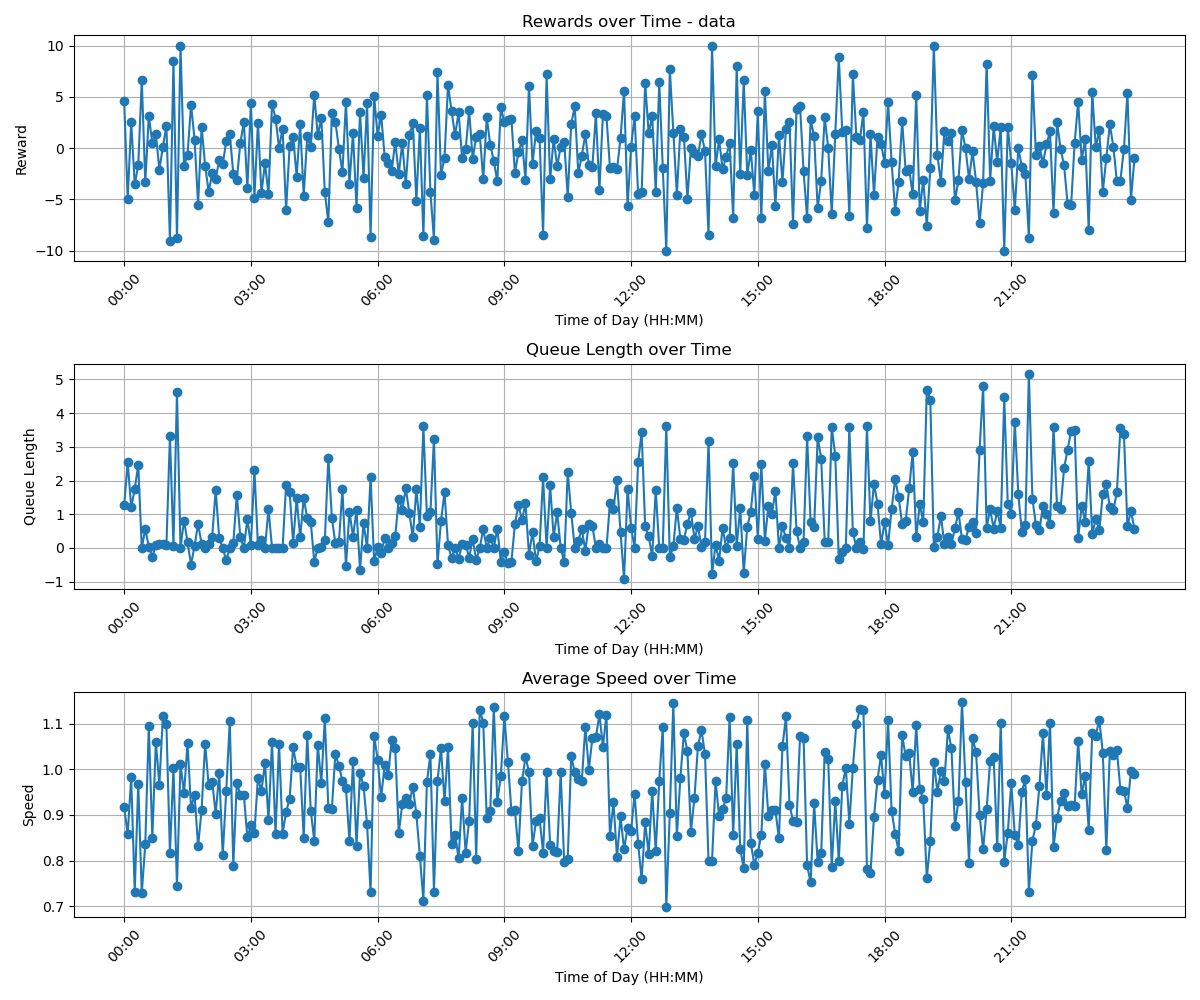 Rewards over Time - data
10
5
0
−5
−10
Reward
00:00 03:00 06:00 09:00 12:00 15:00 18:00 21:00
Time of Day (HH:MM)
Queue Length over Time
5
4
3
2
1
0
−1
Queue Length
00:00 03:00 06:00 09:00 12:00 15:00 18:00 21:00
Time of Day (HH:MM)
Average Speed over Time
1.1
1.0
0.9
0.8
0.7
Speed
00:00 03:00 06:00 09:00 12:00 15:00 18:00 21:00
Time of Day (HH:MM)